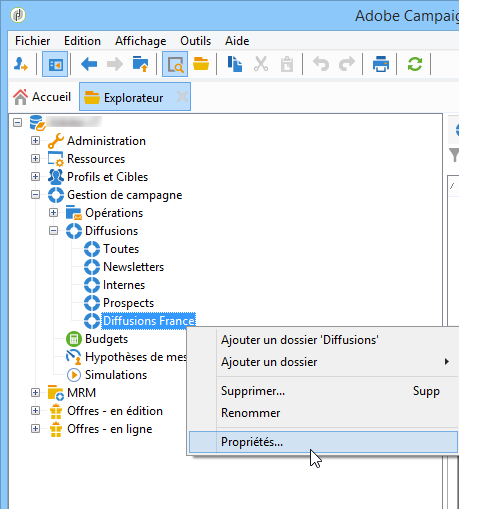 Adobe Campaig
Fichier Edition Affichage Outils Aide
Accueil Explorateur
Administration
Ressources
Profils et Cibles
Gestion de campagne
Opérations
Diffusions
Toutes
Newsletters
Internes
Prospects
Diffusions France
Budgets
Hypothèses de mes
Simulations
MRM
Offres - en édition
Offres - en ligne
Ajouter un dossier 'Diffusions'
Ajouter un dossier
Supprimer... Supp
Renommer
Propriétés...